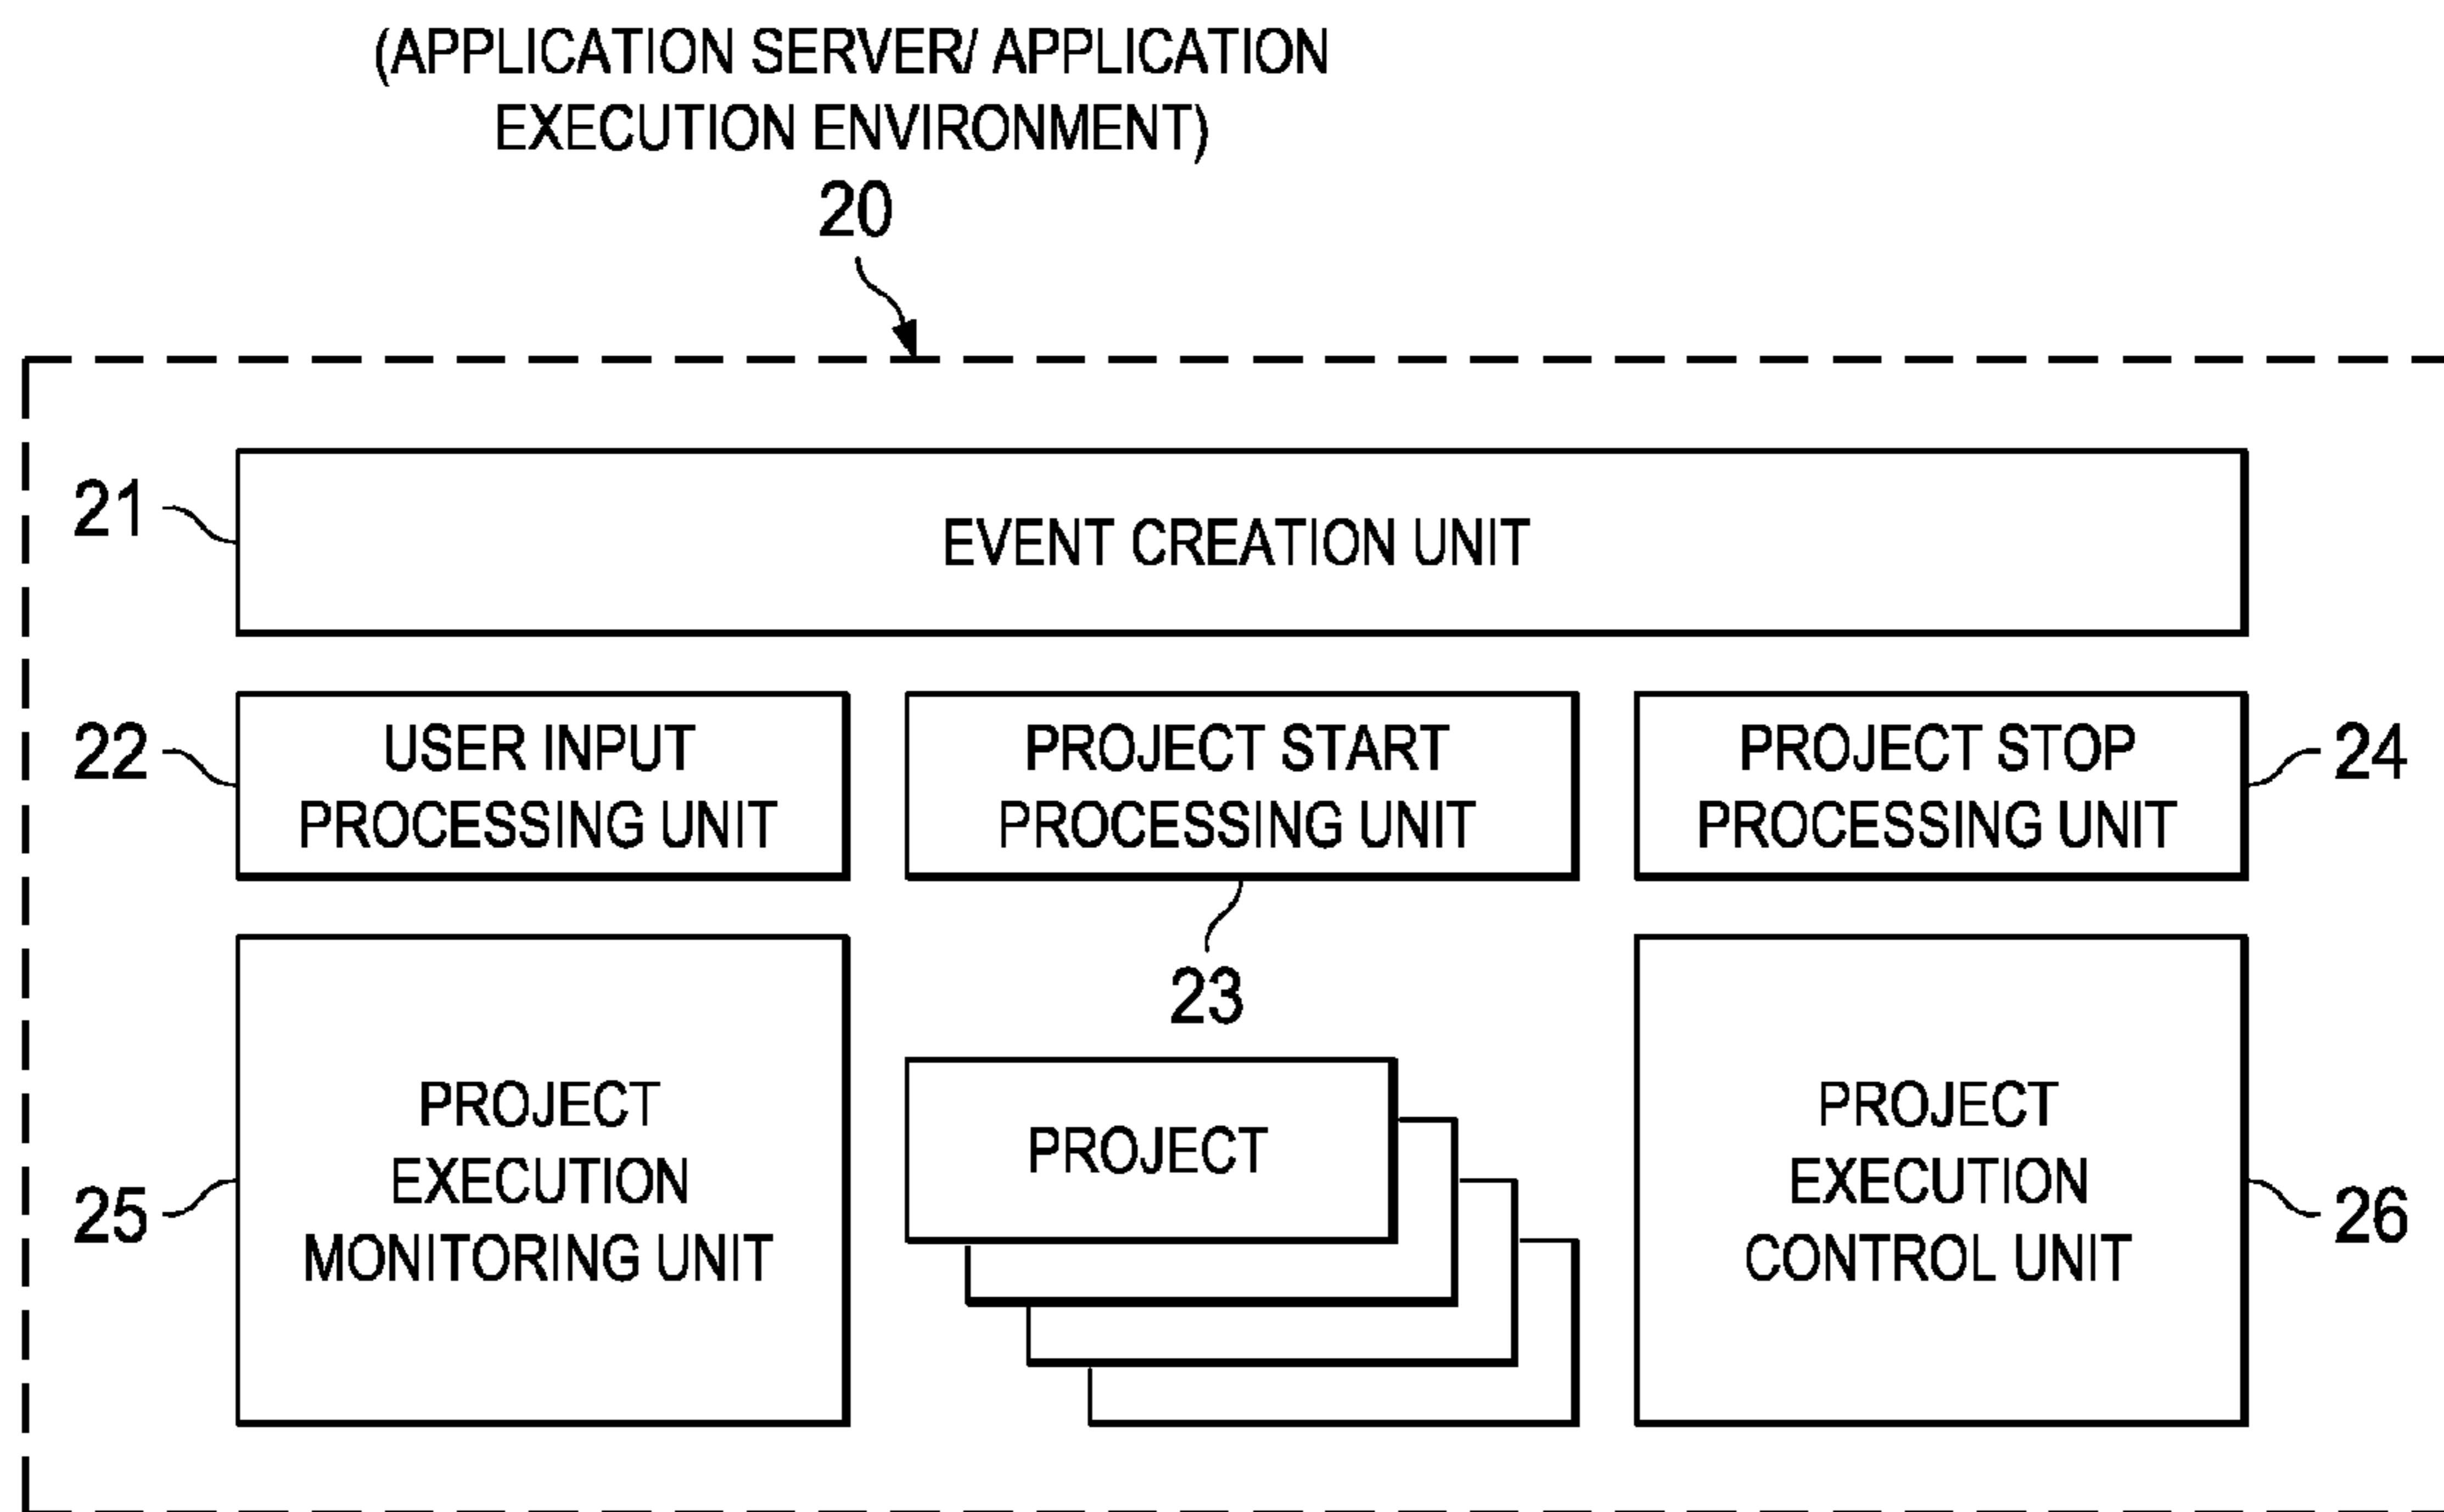 (APPLICATION SERVER/ APPLICATION
EXECUTION ENVIRONMENT)
20
21
EVENT CREATION UNIT
22
USER INPUT
PROCESSING UNIT
PROJECT START
PROCESSING UNIT
PROJECT STOP
PROCESSING UNIT
24
23
25
PROJECT
EXECUTION
MONITORING UNIT
PROJECT
PROJECT
EXECUTION
CONTROL UNIT
26